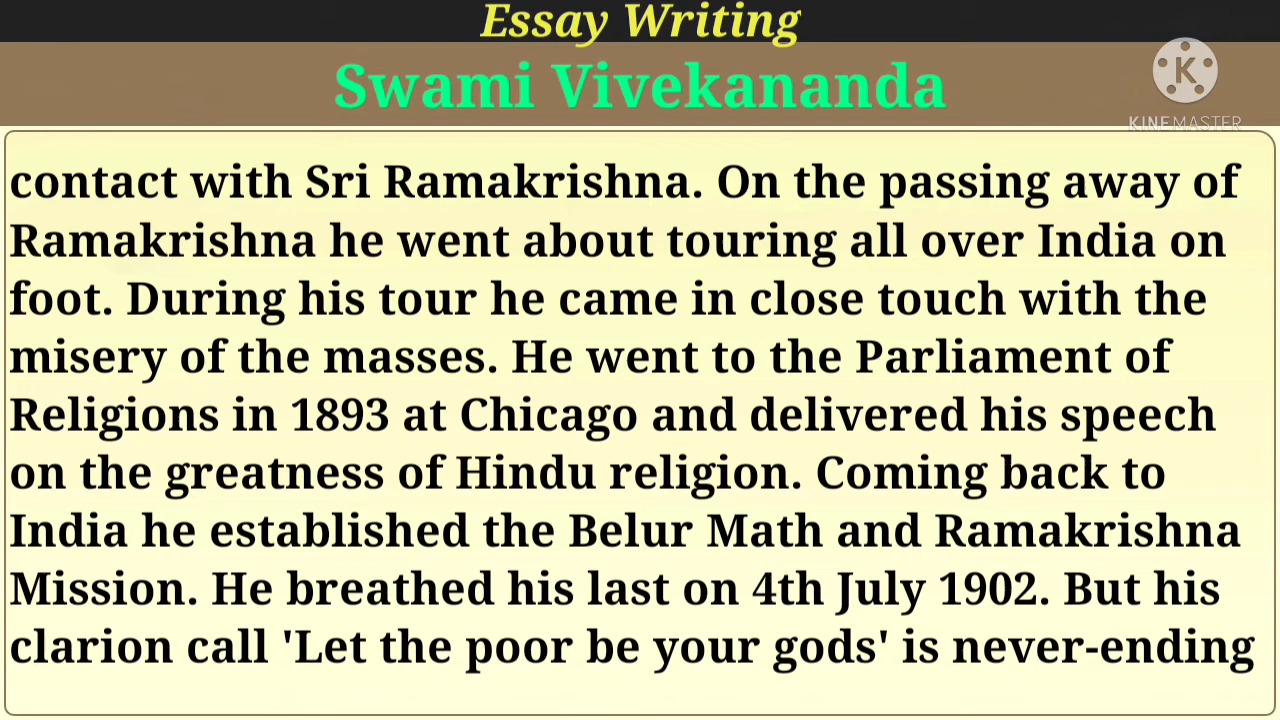 Essay Writing
Swami Vivekananda
K
KINEMASTER
contact with Sri Ramakrishna. On the passing away of
Ramakrishna he went about touring all over India on
foot. During his tour he came in close touch with the
misery of the masses. He went to the Parliament of
Religions in 1893 at Chicago and delivered his speech
on the greatness of Hindu religion. Coming back to
India he established the Belur Math and Ramakrishna
Mission. He breathed his last on 4th July 1902. But his
clarion call 'Let the poor be your gods' is never-ending